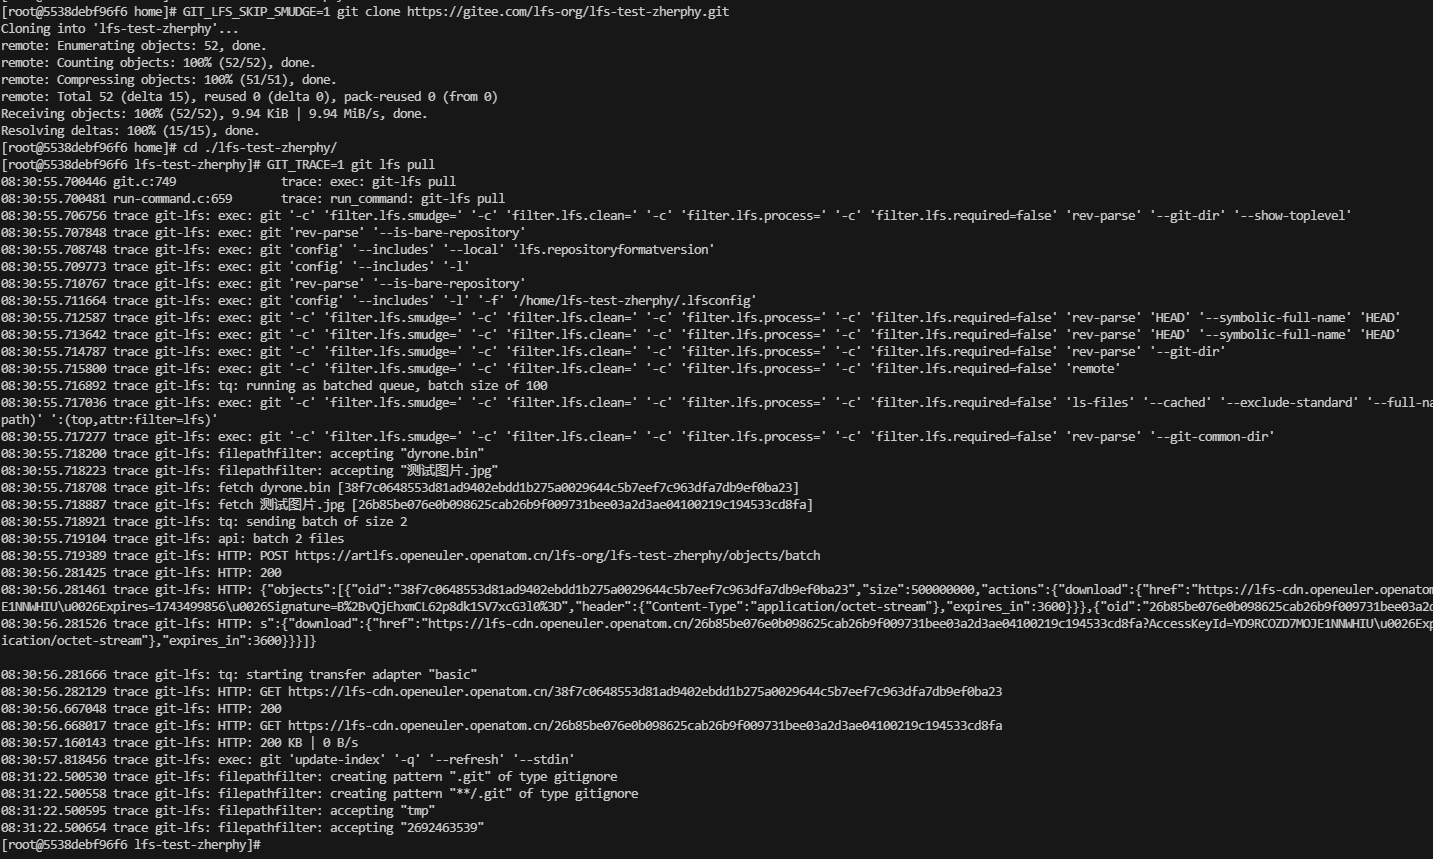 [root@5538debf96f6 home]# GIT_LFS_SKIP_SMUDGE=1 git clone https://gitee.com/lfs-org/lfs-test-zherphy.git
Cloning into 'lfs-test-zherphy'...
remote: Enumerating objects: 52, done.
remote: Counting objects: 100% (52/52), done.
remote: Compressing objects: 100% (51/51), done.
remote: Total 52 (delta 15), reused 0 (delta 0), pack-reused 0 (from 0)
Receiving objects: 100% (52/52), 9.94 KiB | 9.94 MiB/s, done.
Resolving deltas: 100% (15/15), done.
[root@5538debf96f6 home]# cd ./lfs-test-zherphy/
[root@5538debf96f6 lfs-test-zherphy]# GIT_TRACE=1 git lfs pull
08:30:55.700446 git.c:749               trace: exec: git-lfs pull
08:30:55.700481 run-command.c:659       trace: run_command: git-lfs pull
08:30:55.706756 trace git-lfs: exec: git '-c' 'filter.lfs.smudge=' '-c' 'filter.lfs.clean=' '-c' 'filter.lfs.process=' '-c' 'filter.lfs.required=false' 'rev-parse' '--git-dir' '--show-toplevel'
08:30:55.707848 trace git-lfs: exec: git 'rev-parse' '--is-bare-repository'
08:30:55.708748 trace git-lfs: exec: git 'config' '--includes' '--local' 'lfs.repositoryformatversion'
08:30:55.709773 trace git-lfs: exec: git 'config' '--includes' '-l'
08:30:55.710767 trace git-lfs: exec: git 'rev-parse' '--is-bare-repository'
08:30:55.711664 trace git-lfs: exec: git 'config' '--includes' '-l' '-f' '/home/lfs-test-zherphy/.lfsconfig'
08:30:55.712587 trace git-lfs: exec: git '-c' 'filter.lfs.smudge=' '-c' 'filter.lfs.clean=' '-c' 'filter.lfs.process=' '-c' 'filter.lfs.required=false' 'rev-parse' 'HEAD' '--symbolic-full-name' 'HEAD'
08:30:55.713642 trace git-lfs: exec: git '-c' 'filter.lfs.smudge=' '-c' 'filter.lfs.clean=' '-c' 'filter.lfs.process=' '-c' 'filter.lfs.required=false' 'rev-parse' 'HEAD' '--symbolic-full-name' 'HEAD'
08:30:55.714787 trace git-lfs: exec: git '-c' 'filter.lfs.smudge=' '-c' 'filter.lfs.clean=' '-c' 'filter.lfs.process=' '-c' 'filter.lfs.required=false' 'rev-parse' '--git-dir'
08:30:55.715800 trace git-lfs: exec: git '-c' 'filter.lfs.smudge=' '-c' 'filter.lfs.clean=' '-c' 'filter.lfs.process=' '-c' 'filter.lfs.required=false' 'remote'
08:30:55.716892 trace git-lfs: tq: running as batched queue, batch size of 100
08:30:55.717036 trace git-lfs: exec: git '-c' 'filter.lfs.smudge=' '-c' 'filter.lfs.clean=' '-c' 'filter.lfs.process=' '-c' 'filter.lfs.required=false' 'ls-files' '--cached' '--exclude-standard' '--full-na
path)' ':(top,attr:filter=lfs)'
08:30:55.717277 trace git-lfs: exec: git '-c' 'filter.lfs.smudge=' '-c' 'filter.lfs.clean=' '-c' 'filter.lfs.process=' '-c' 'filter.lfs.required=false' 'rev-parse' '--git-common-dir'
08:30:55.718200 trace git-lfs: filepathfilter: accepting "dyrone.bin"
08:30:55.718223 trace git-lfs: filepathfilter: accepting "测试图片.jpg"
08:30:55.718708 trace git-lfs: fetch dyrone.bin [38f7c0648553d81ad9402ebdd1b275a0029644c5b7eef7c963dfa7db9ef0ba23]
08:30:55.718887 trace git-lfs: fetch 测试图片.jpg [26b85be076e0b098625cab26b9f009731bee03a2d3ae04100219c194533cd8fa]
08:30:55.718921 trace git-lfs: tq: sending batch of size 2
08:30:55.719104 trace git-lfs: api: batch 2 files
08:30:55.719389 trace git-lfs: HTTP: POST https://artlfs.openeuler.openatom.cn/lfs-org/lfs-test-zherphy/objects/batch
08:30:56.281425 trace git-lfs: HTTP: 200
08:30:56.281461 trace git-lfs: HTTP: {"objects":[{"oid":"38f7c0648553d81ad9402ebdd1b275a0029644c5b7eef7c963dfa7db9ef0ba23","size":500000000,"actions":{"download":{"href":"https://lfs-cdn.openeuler.openatom
E1NNWHIU\u0026Expires=1743499856\u0026Signature=B%2BvQjEhxmCL62p8dk1SV7xcG3l0%3D","header":{"Content-Type":"application/octet-stream"},"expires_in":3600}}},{"oid":"26b85be076e0b098625cab26b9f009731bee03a2d
08:30:56.281526 trace git-lfs: HTTP: s":{"download":{"href":"https://lfs-cdn.openeuler.openatom.cn/26b85be076e0b098625cab26b9f009731bee03a2d3ae04100219c194533cd8fa?AccessKeyId=YD9RCOZD7MOJE1NNWHIU\u0026Exp
ication/octet-stream"},"expires_in":3600}}}]}
08:30:56.281666 trace git-lfs: tq: starting transfer adapter "basic"
08:30:56.282129 trace git-lfs: HTTP: GET https://lfs-cdn.openeuler.openatom.cn/38f7c0648553d81ad9402ebdd1b275a0029644c5b7eef7c963dfa7db9ef0ba23
08:30:56.667048 trace git-lfs: HTTP: 200
08:30:56.668017 trace git-lfs: HTTP: GET https://lfs-cdn.openeuler.openatom.cn/26b85be076e0b098625cab26b9f009731bee03a2d3ae04100219c194533cd8fa
08:30:57.160143 trace git-lfs: HTTP: 200 KB | 0 B/s
08:30:57.818456 trace git-lfs: exec: git 'update-index' '-q' '--refresh' '--stdin'
08:31:22.500530 trace git-lfs: filepathfilter: creating pattern ".git" of type gitignore
08:31:22.500558 trace git-lfs: filepathfilter: creating pattern "**/.git" of type gitignore
08:31:22.500595 trace git-lfs: filepathfilter: accepting "tmp"
08:31:22.500654 trace git-lfs: filepathfilter: accepting "2692463539"
[root@5538debf96f6 lfs-test-zherphy]#